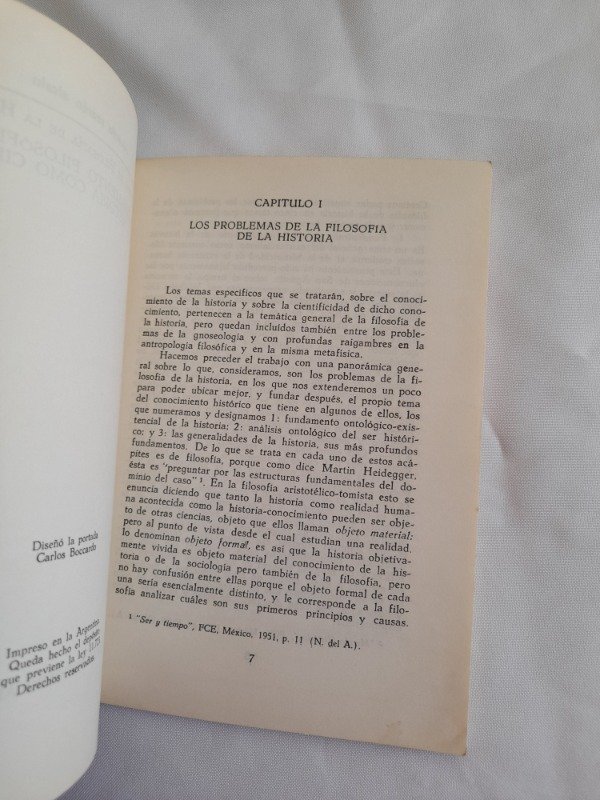 Diseñó la portada
Carlos Boccardo
Impreso en la Argentina
Queda hecho el depósito
que previene la ley 11.723
Derechos reservados
CAPITULO I
LOS PROBLEMAS DE LA FILOSOFIA
DE LA HISTORIA
Los temas específicos que se tratarán, sobre el conoci-
miento de la historia y sobre la cientificidad de dicho cono-
cimiento, pertenecen a la temática general de la filosofía de
la historia, pero quedan incluídos también entre los proble-
mas de la gnoseología y con profundas raigambres en la
antropología filosófica y en la misma metafísica.
Hacemos preceder el trabajo con una panorámica gene-
ral sobre lo que, consideramos, son los problemas de la fi-
losofía de la historia, en los que nos extenderemos un poco
para poder ubicar mejor, y fundar después, el propio tema
del conocimiento histórico que tiene en algunos de ellos, los
que numeramos y designamos 1: fundamento ontológico-exis-
tencial de la historia; 2: análisis ontológico del ser históri-
co; y 3: las generalidades de la historia, sus más profundos
fundamentos. De lo que se trata en cada uno de estos acá-
pites es de filosofía, porque como dice Martin Heidegger,
ésta es "preguntar por las estructuras fundamentales del do-
minio del caso" ¹. En la filosofía aristotélico-tomista esto se
enuncia diciendo que tanto la historia como realidad huma-
na acontecida como la historia-conocimiento pueden ser obje-
to de otras ciencias, objeto que ellos llaman objeto material;
pero al punto de vista desde el cual estudian una realidad,
lo denominan objeto formal, es así que la historia objetiva-
mente vivida es objeto material del conocimiento de la his-
toria o de la sociología pero también de la filosofía, pero
no hay confusión entre ellas porque el objeto formal de cada
una sería esencialmente distinto, y le corresponde a la filo-
sofía analizar cuáles son sus primeros principios y causas.
¹ "Ser y tiempo", FCE, México, 1951, p. 11 (N. del A.).
7